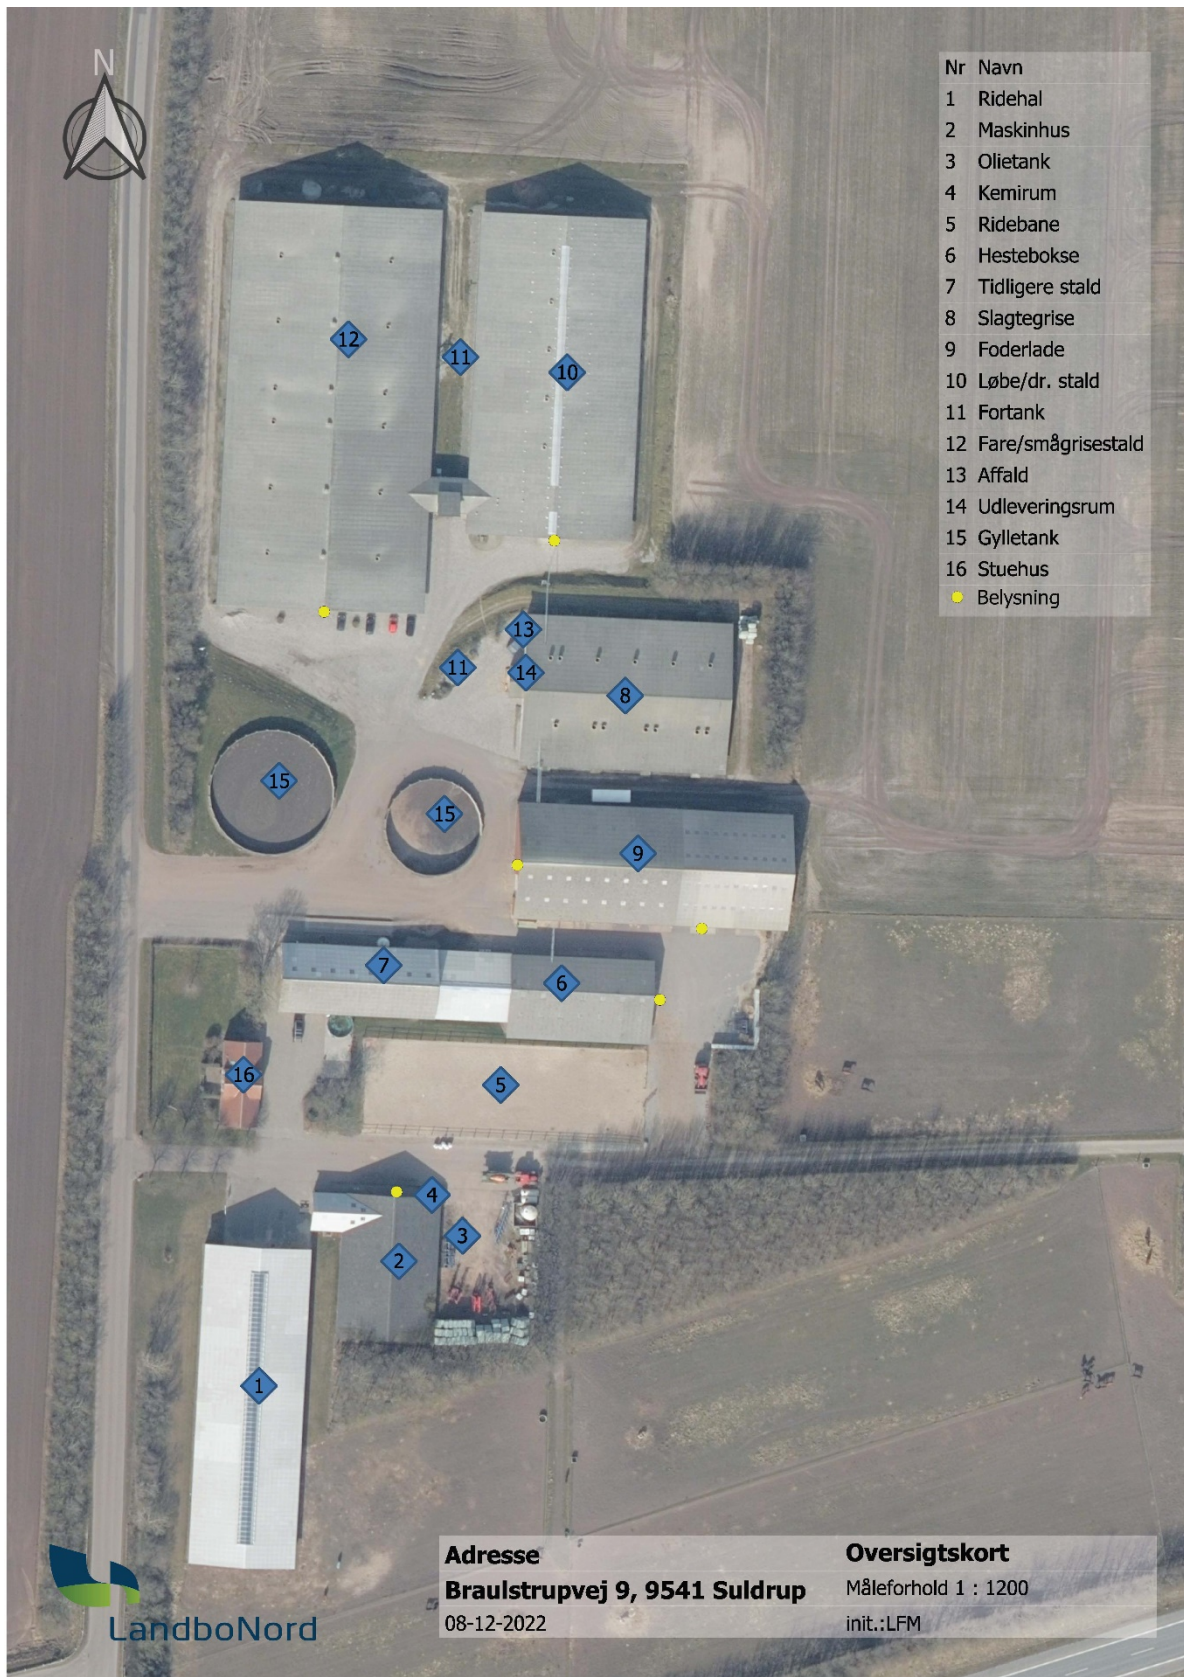 N
Nr Navn
1 Ridehal
2 Maskinhus
3 Olietank
4 Kemirum
5 Ridebane
6 Hestebokse
7 Tidligere stald
8 Slagtegrise
9 Foderlade
10 Løbe/dr. stald
11 Fortank
12 Fare/smågrisestald
13 Affald
14 Udleveringsrum
15 Gylletank
16 Stuehus
Belysning
12
11
10
13
11
14
8
15
15
9
7
6
16
5
4
3
2
1
Adresse
Braulstrupvej 9, 9541 Suldrup
08-12-2022
Oversigtskort
Måleforhold 1 : 1200
init.:LFM
LandboNord